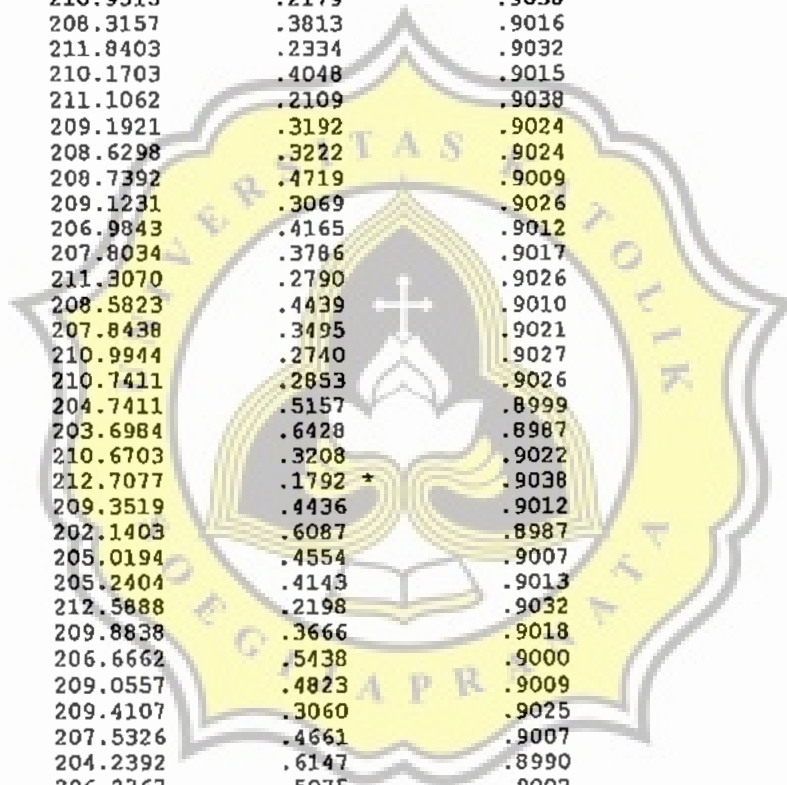 208.3157 .3813 .9016
211.8403 .2334 .9032
210.1703 .4048 .9015
211.1062 .2109 .9038
209.1921 .3192 .9024
208.6298 .3222 .9024
208.7392 .4719 .9009
209.1231 .3069 .9026
206.9843 .4165 .9012
207.8034 .3786 .9017
211.3070 .2790 .9026
208.5823 .4439 .9010
207.8438 .3495 .9021
210.9944 .2740 .9027
210.7411 .2853 .9026
204.7411 .5157 .8999
203.6984 .6428 .8987
210.6703 .3208 .9022
212.7077 .1792 * .9038
209.3519 .4436 .9012
202.1403 .6087 .8987
205.0194 .4554 .9007
205.2404 .4143 .9013
212.5688 .2198 .9032
209.8838 .3666 .9018
206.6662 .5438 .9000
209.0557 .4823 .9009
209.4107 .3060 .9025
207.5326 .4661 .9007
204.2392 .6147 .8990
UNIVERSITAS KATOLIK
SOEGIJAPRANATA